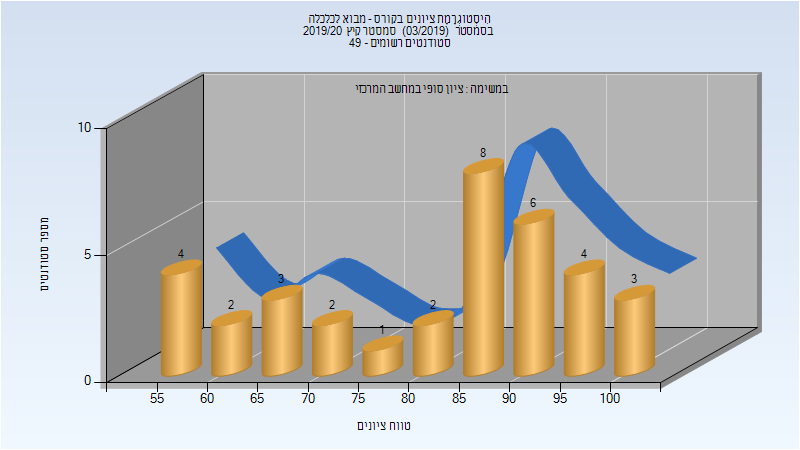 היסטוגרמת ציונים בקורס - מבוא לכלכלה
בסמסטר (03/2019) סמסטר קיץ 2019/20
סטודנטים רשומים - 49
במשימה : ציון סופי במחשב המרכזי
מספר סטודנטים
10
5
0
4
2
3
2
1
2
8
6
4
3
55 60 65 70 75 80 85 90 95 100
טווח ציונים